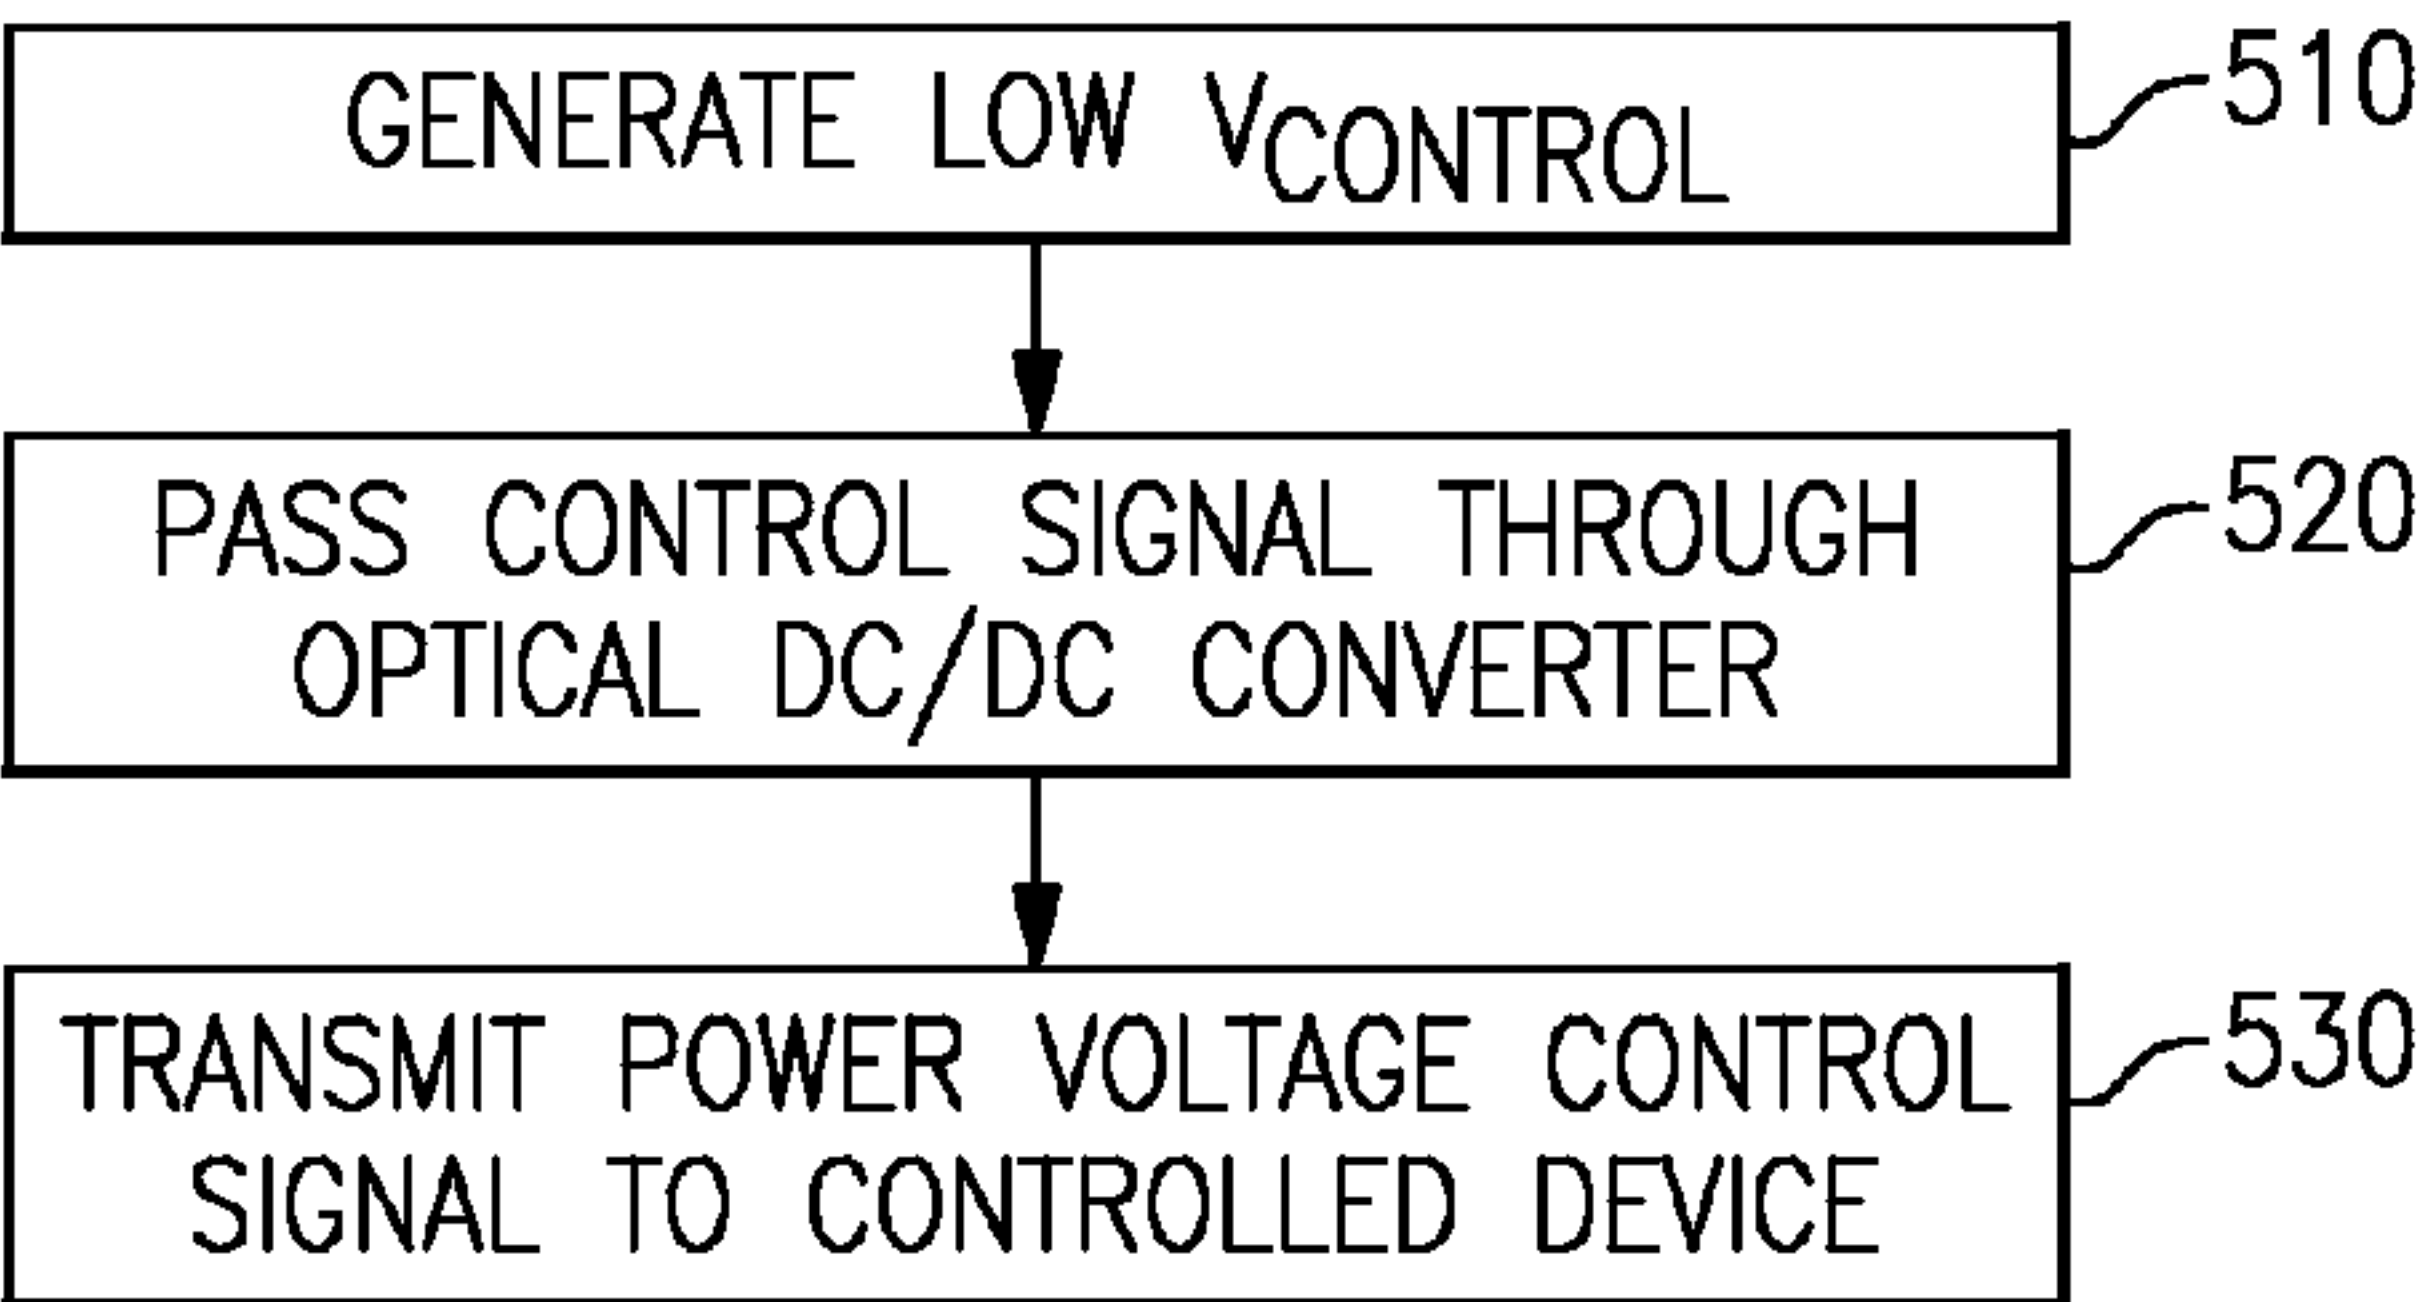 GENERATE LOW VCONTROL 510
PASS CONTROL SIGNAL THROUGH 520
OPTICAL DC/DC CONVERTER
TRANSMIT POWER VOLTAGE CONTROL 530
SIGNAL TO CONTROLLED DEVICE